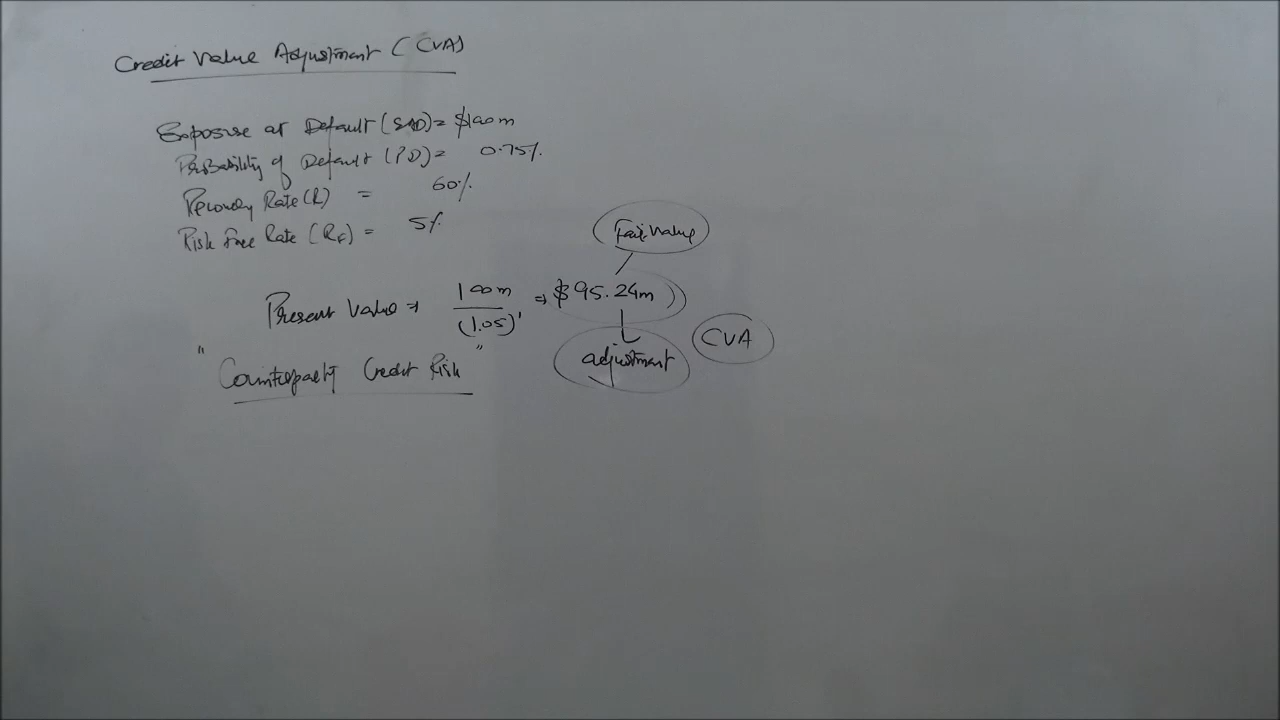 Credit Value Adjustment (CVA)
Exposure at Default (EAD) = $100m
Probability of Default (PD) = 0.75%
Recovery Rate (R) = 60%
Risk Free Rate (RF) = 5%
Fair Value
Present Value → 100m / (1.05)¹ ⇒ $95.24m
adjustment CVA
"Counterparty Credit Risk"